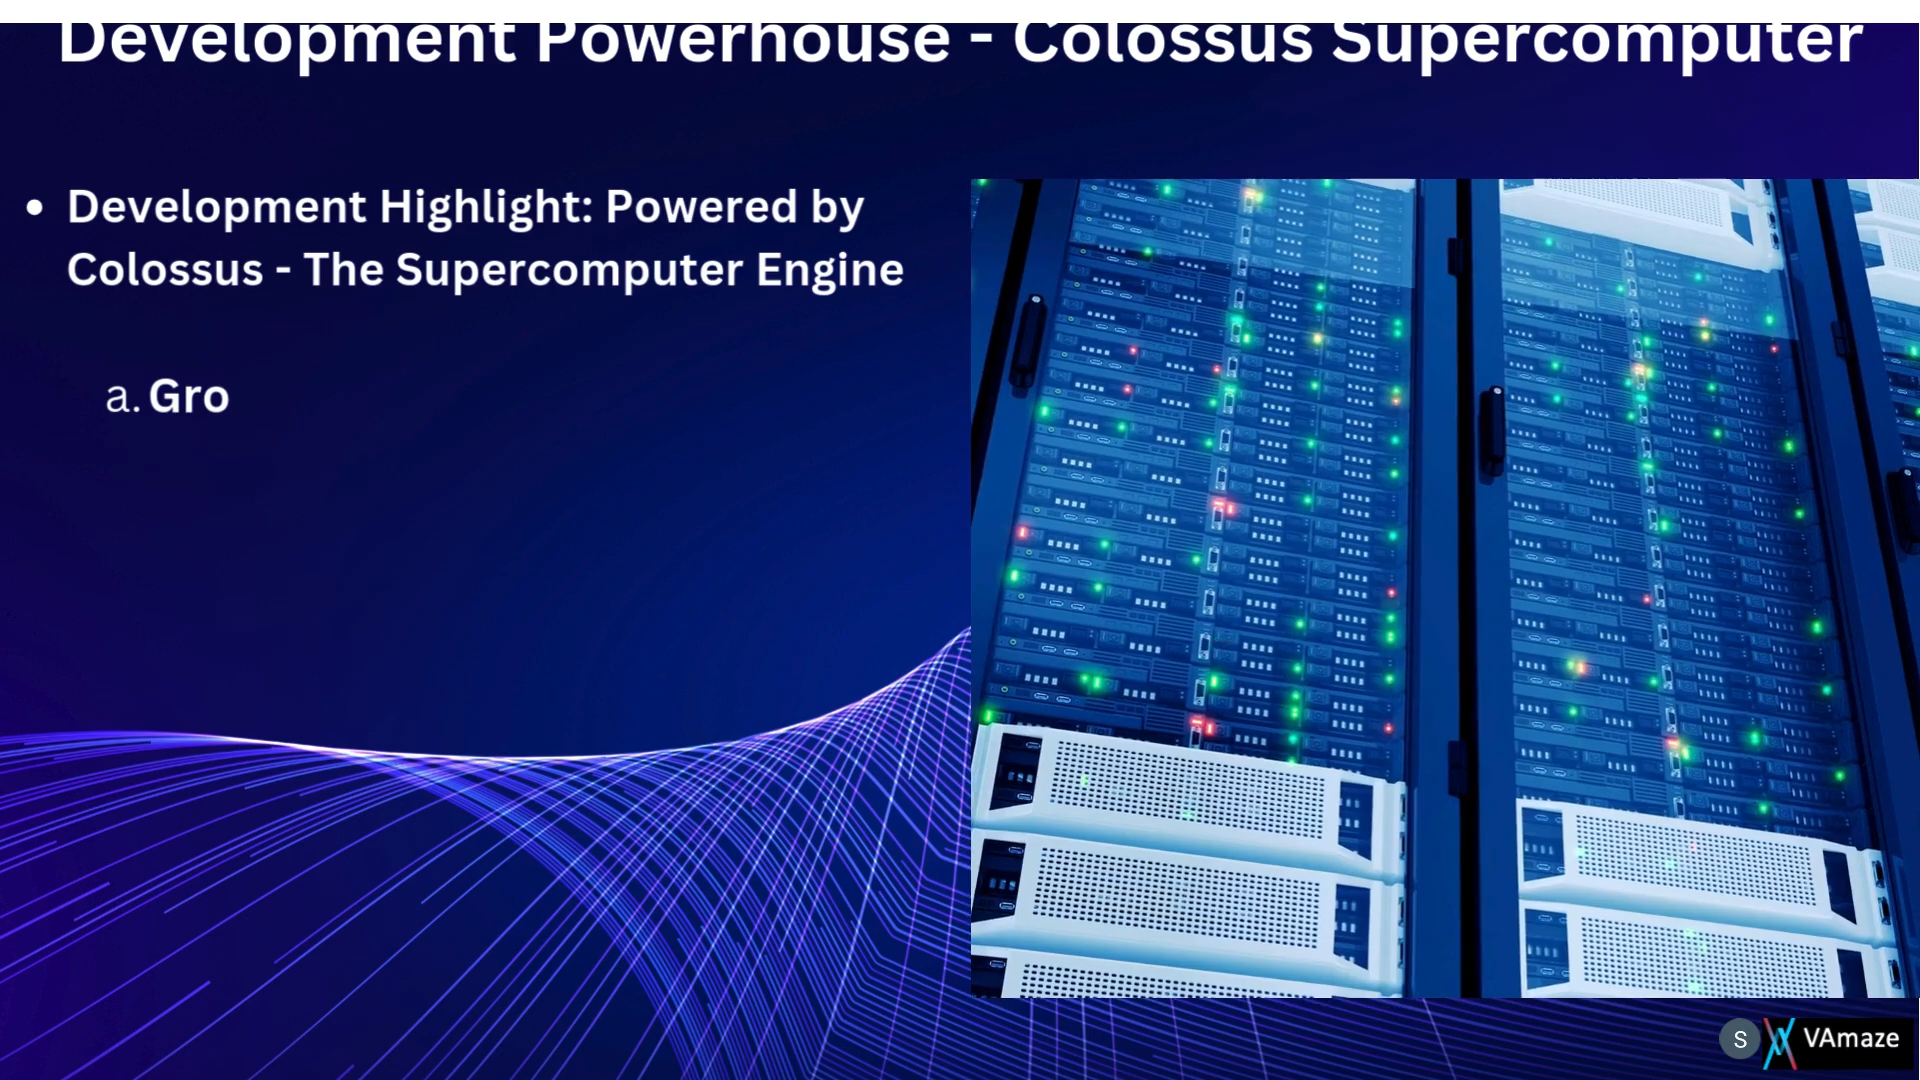 Development Powerhouse - Colossus Supercomputer
• Development Highlight: Powered by
Colossus - The Supercomputer Engine
a. Gro
S VAmaze